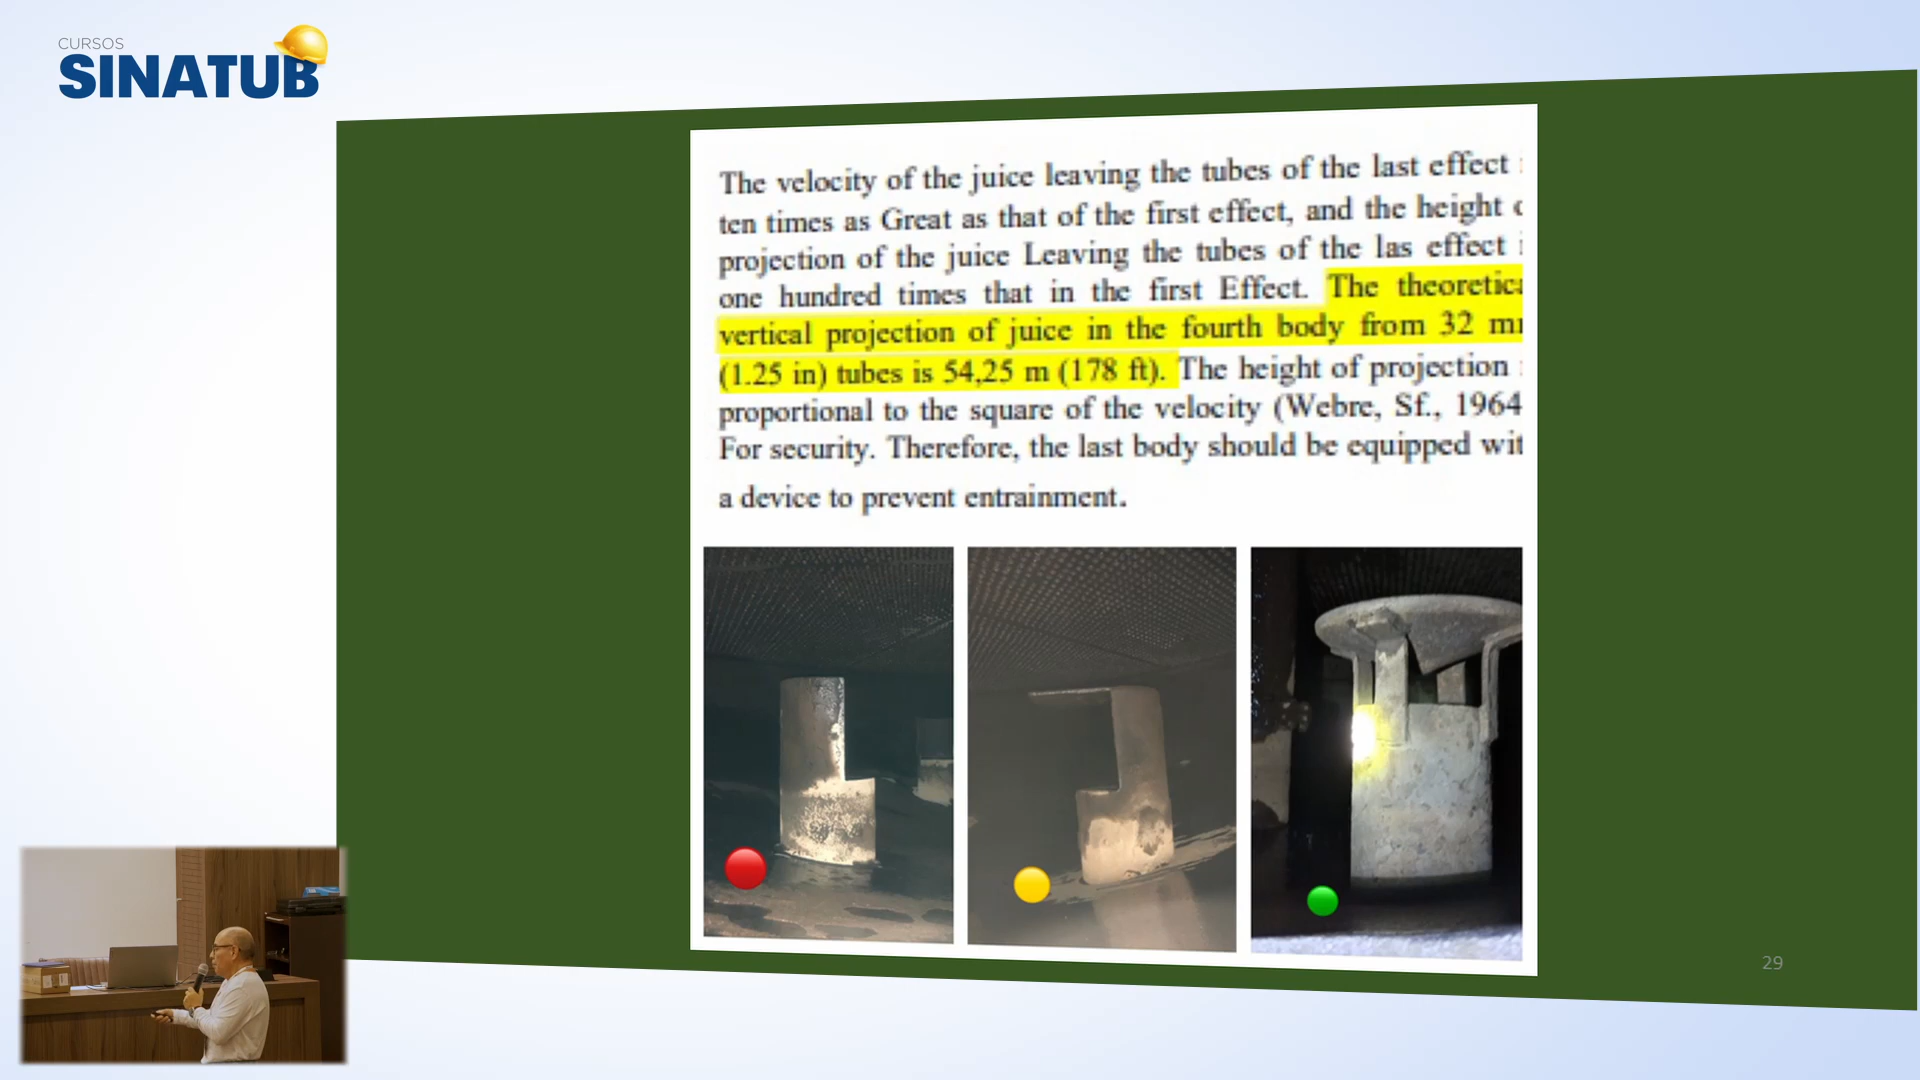 CURSOS
SINATUB
The velocity of the juice leaving the tubes of the last effect
ten times as Great as that of the first effect, and the height
projection of the juice Leaving the tubes of the las effect
one hundred times that in the first Effect. The theoretic
vertical projection of juice in the fourth body from 32
(1.25 in) tubes is 54,25 m (178 ft). The height of projection
proportional to the square of the velocity (Webre, Sf., 1964
For security. Therefore, the last body should be equipped wit
a device to prevent entrainment.
29